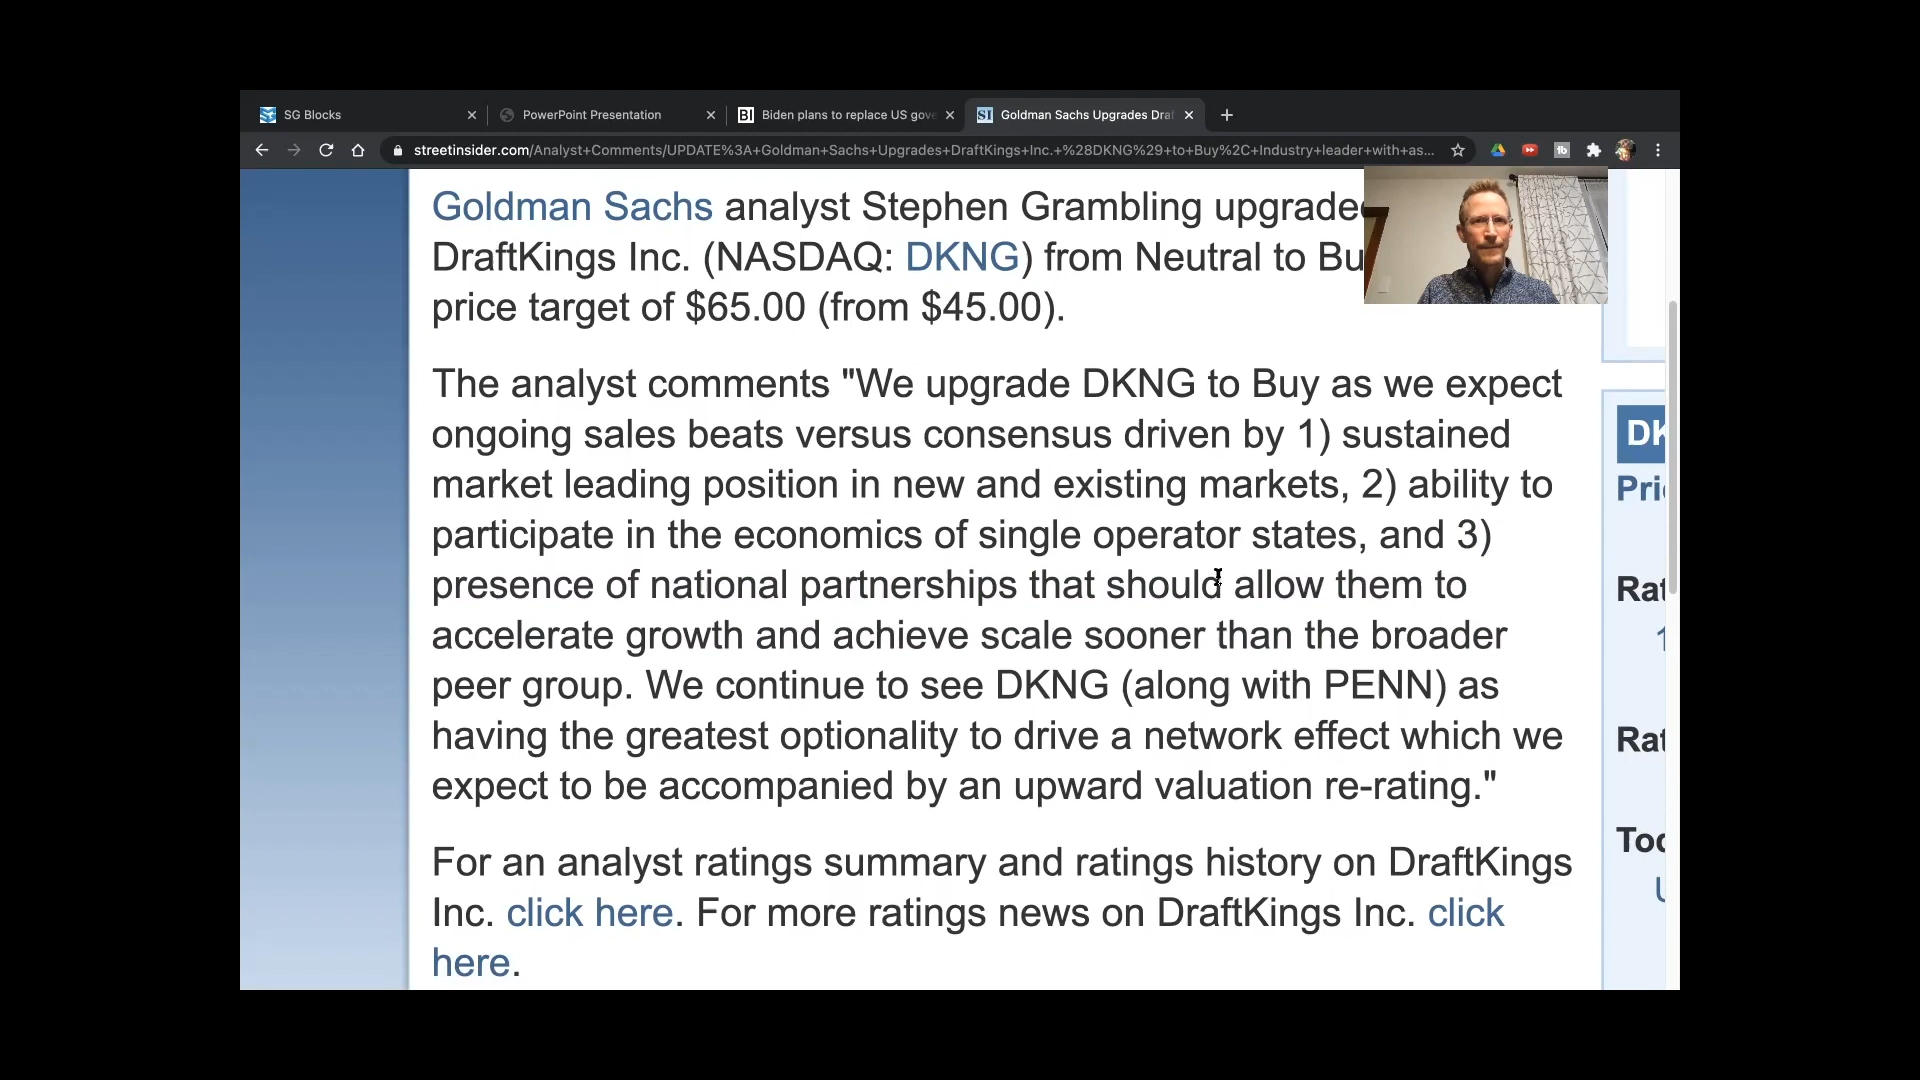 SG Blocks
PowerPoint Presentation
BI Biden plans to replace US gove
SI Goldman Sachs Upgrades Draf
streetinsider.com/Analyst+Comments/UPDATE%3A+Goldman+Sachs+Upgrades+DraftKings+Inc.+%28DKNG%29+to+Buy%2C+Industry+leader+with+as...
Goldman Sachs analyst Stephen Grambling upgraded
DraftKings Inc. (NASDAQ: DKNG) from Neutral to Bu
price target of $65.00 (from $45.00).
The analyst comments "We upgrade DKNG to Buy as we expect
ongoing sales beats versus consensus driven by 1) sustained
market leading position in new and existing markets, 2) ability to
participate in the economics of single operator states, and 3)
presence of national partnerships that should allow them to
accelerate growth and achieve scale sooner than the broader
peer group. We continue to see DKNG (along with PENN) as
having the greatest optionality to drive a network effect which we
expect to be accompanied by an upward valuation re-rating."
For an analyst ratings summary and ratings history on DraftKings
Inc. click here. For more ratings news on DraftKings Inc. click
here.
DK
Pri
Rat
Rat
Tod